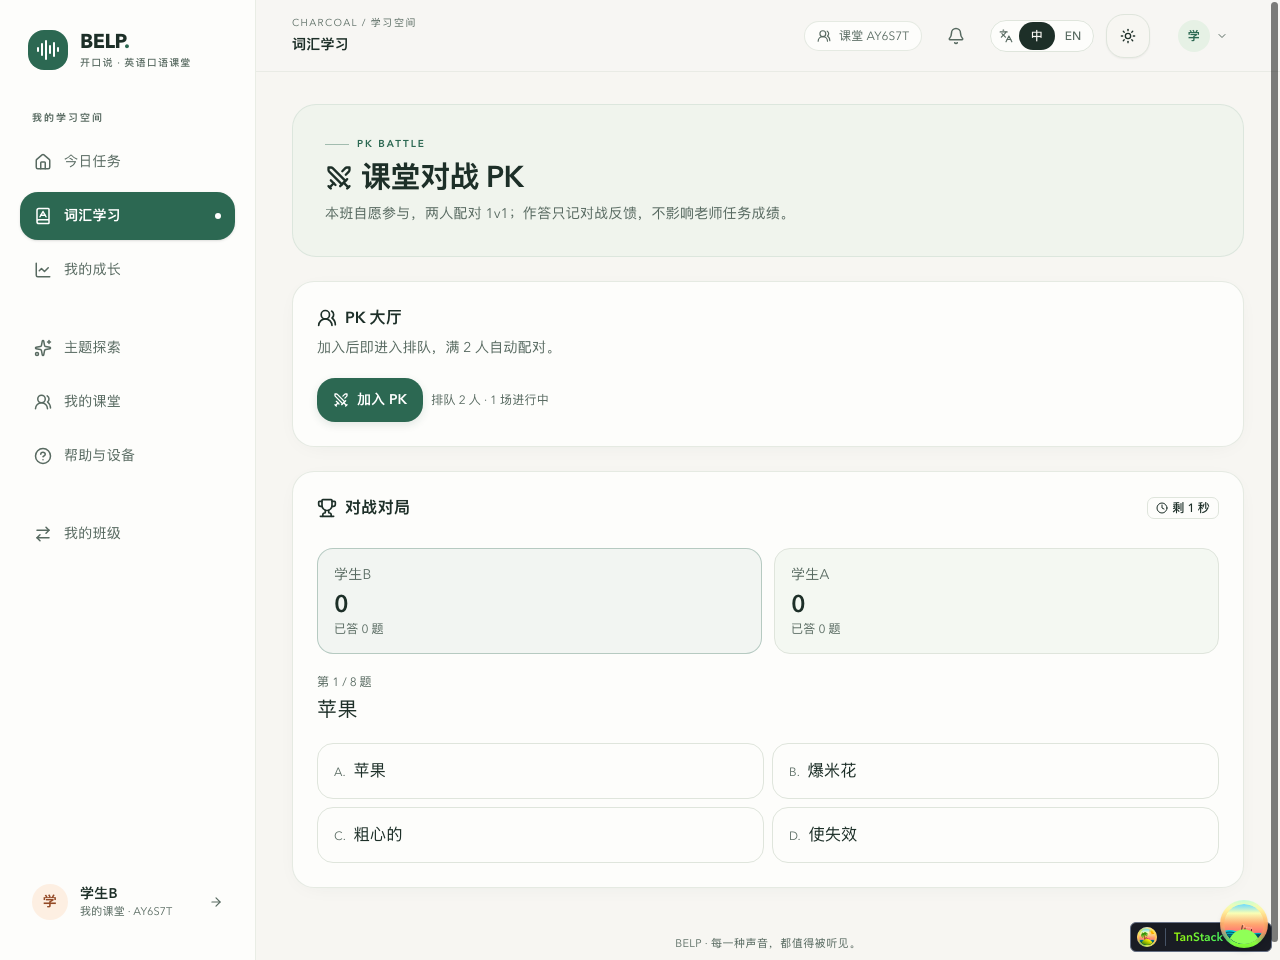 BELP.
开口说 · 英语口语课堂
我的学习空间
今日任务
词汇学习
我的成长
主题探索
我的课堂
帮助与设备
我的班级
学
学生B
我的课堂 · AY6S7T
CHARCOAL / 学习空间
词汇学习
课堂 AY6S7T
中
EN
学
PK BATTLE
课堂对战 PK
本班自愿参与，两人配对 1v1；作答只记对战反馈，不影响老师任务成绩。
PK 大厅
加入后即进入排队，满 2 人自动配对。
加入 PK
排队 2 人 · 1 场进行中
对战对局
剩 1 秒
学生B
0
已答 0 题
学生A
0
已答 0 题
第 1 / 8 题
苹果
A. 苹果
B. 爆米花
C. 粗心的
D. 使失效
BELP · 每一种声音，都值得被听见。
TanStack